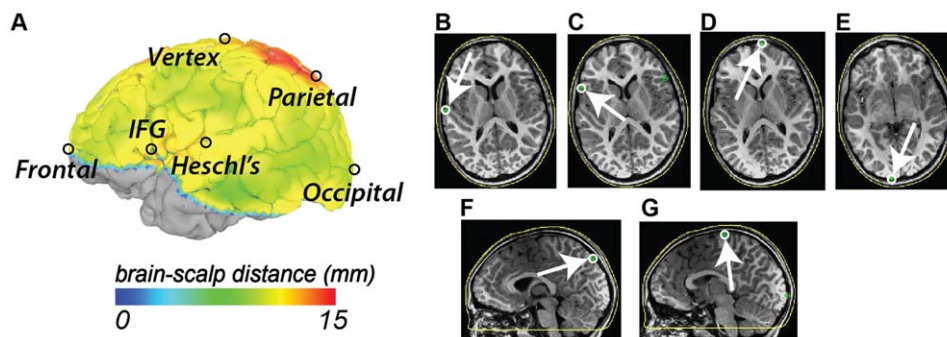 A
Vertex
Parietal
IFG
Heschl's
Frontal
Occipital
brain-scalp distance (mm)
0 15
B C D E
F G